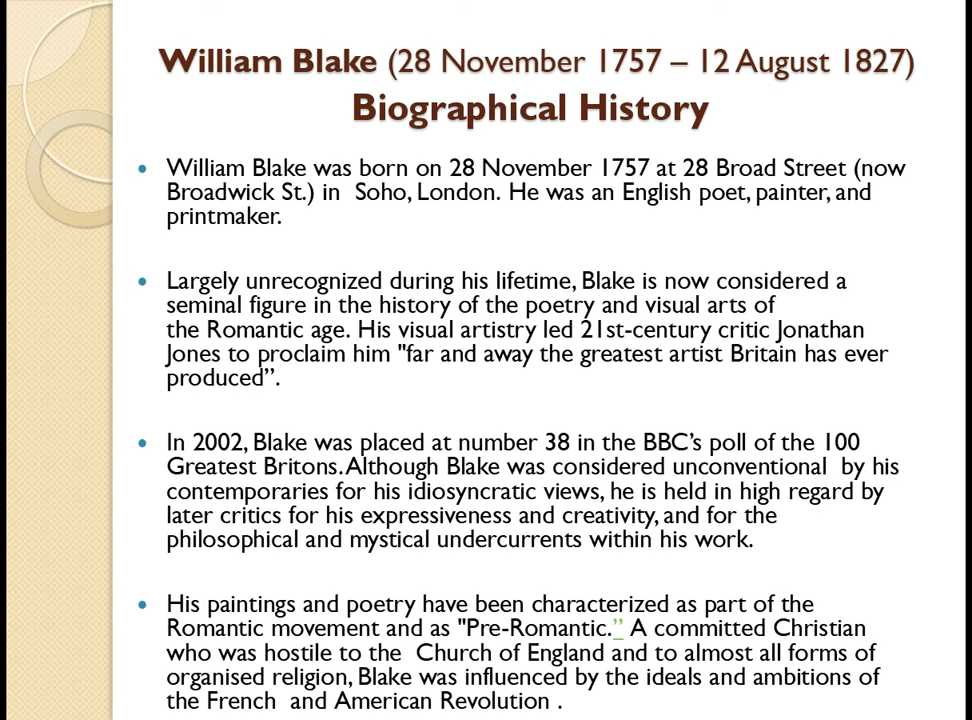 William Blake (28 November 1757 – 12 August 1827)
Biographical History
• William Blake was born on 28 November 1757 at 28 Broad Street (now
Broadwick St.) in Soho, London. He was an English poet, painter, and
printmaker.
• Largely unrecognized during his lifetime, Blake is now considered a
seminal figure in the history of the poetry and visual arts of
the Romantic age. His visual artistry led 21st-century critic Jonathan
Jones to proclaim him "far and away the greatest artist Britain has ever
produced”.
• In 2002, Blake was placed at number 38 in the BBC’s poll of the 100
Greatest Britons. Although Blake was considered unconventional by his
contemporaries for his idiosyncratic views, he is held in high regard by
later critics for his expressiveness and creativity, and for the
philosophical and mystical undercurrents within his work.
• His paintings and poetry have been characterized as part of the
Romantic movement and as "Pre-Romantic.” A committed Christian
who was hostile to the Church of England and to almost all forms of
organised religion, Blake was influenced by the ideals and ambitions of
the French and American Revolution .